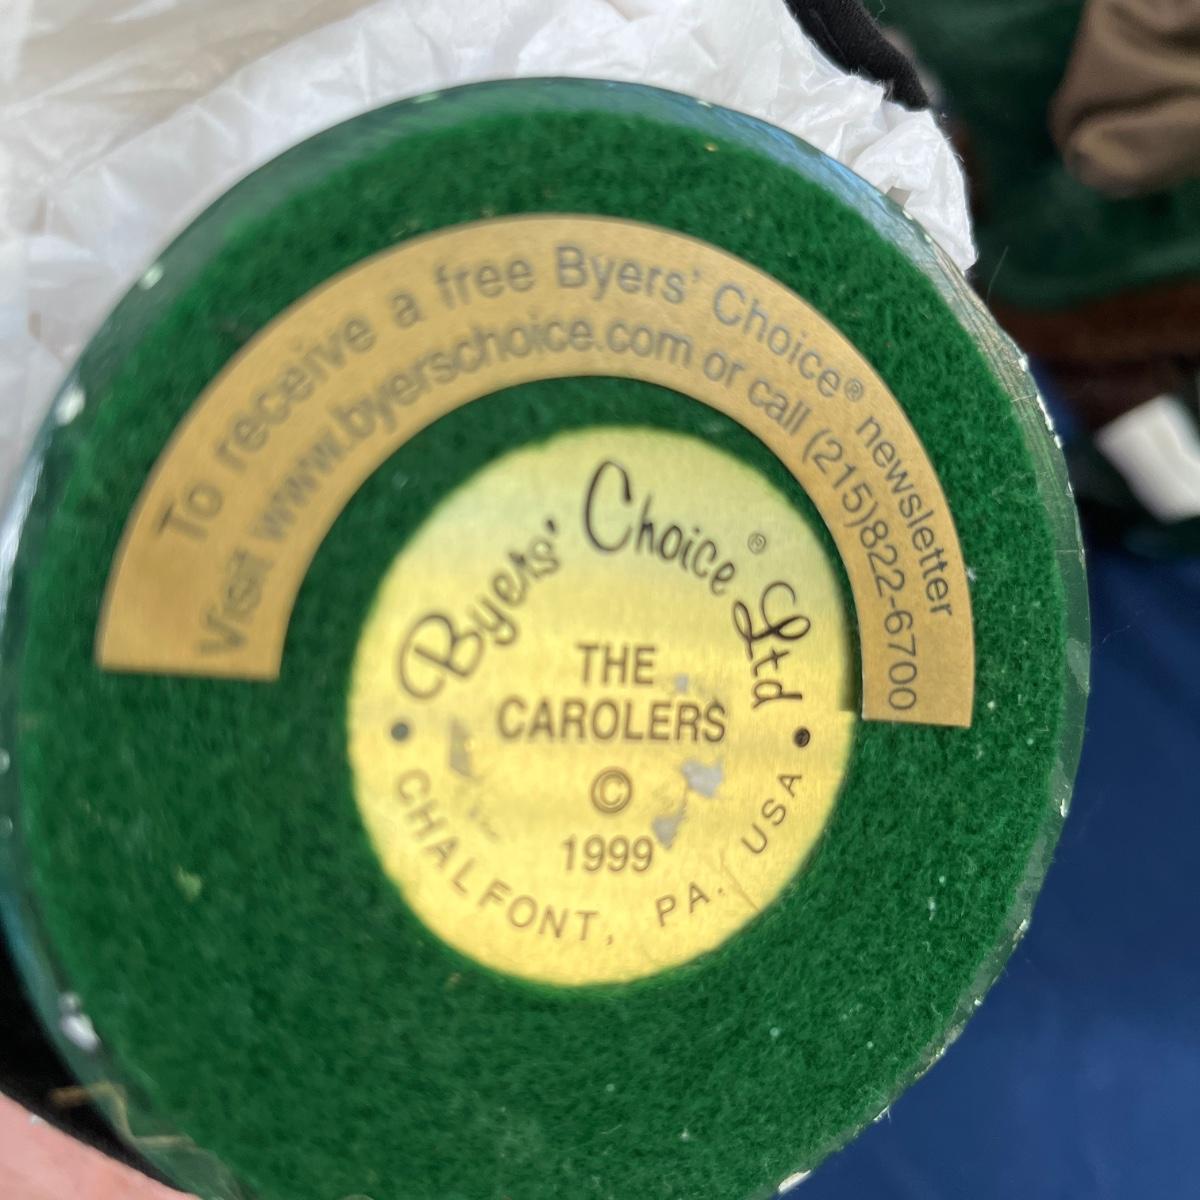 To receive a free Byers' Choice® newsletter
Visit www.byerschoice.com or call (215)822-6700
Byers' Choice® Ltd
THE
CAROLERS
©
1999
• CHALFONT, PA. USA •